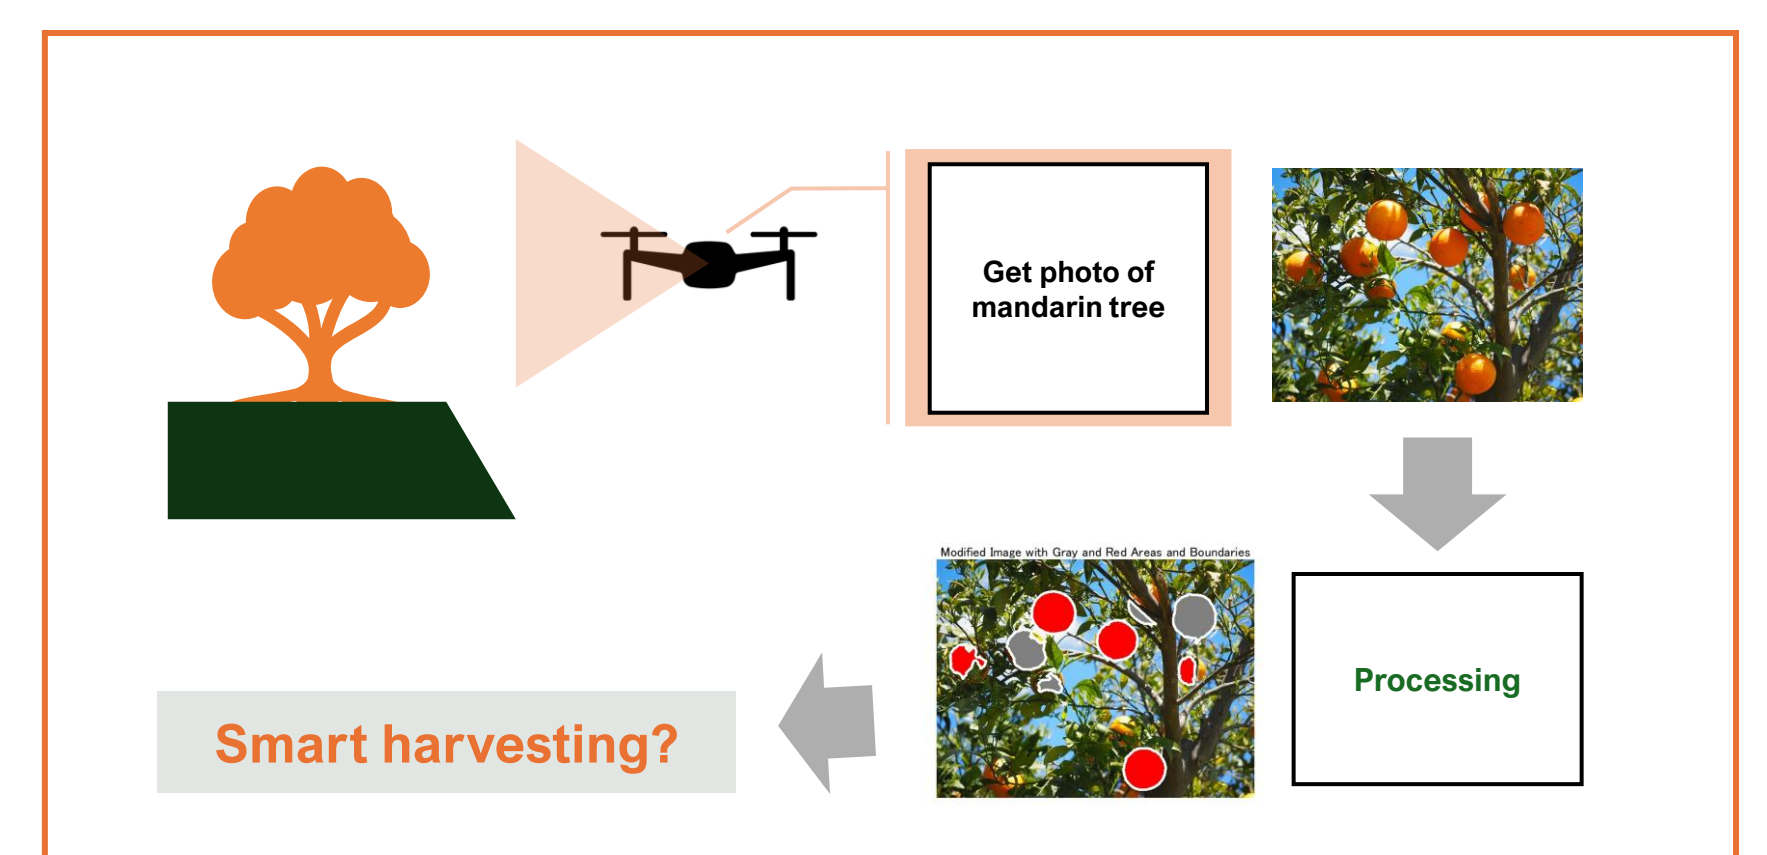 Get photo of
mandarin tree
Modified Image with Gray and Red Areas and Boundaries
Processing
Smart harvesting?